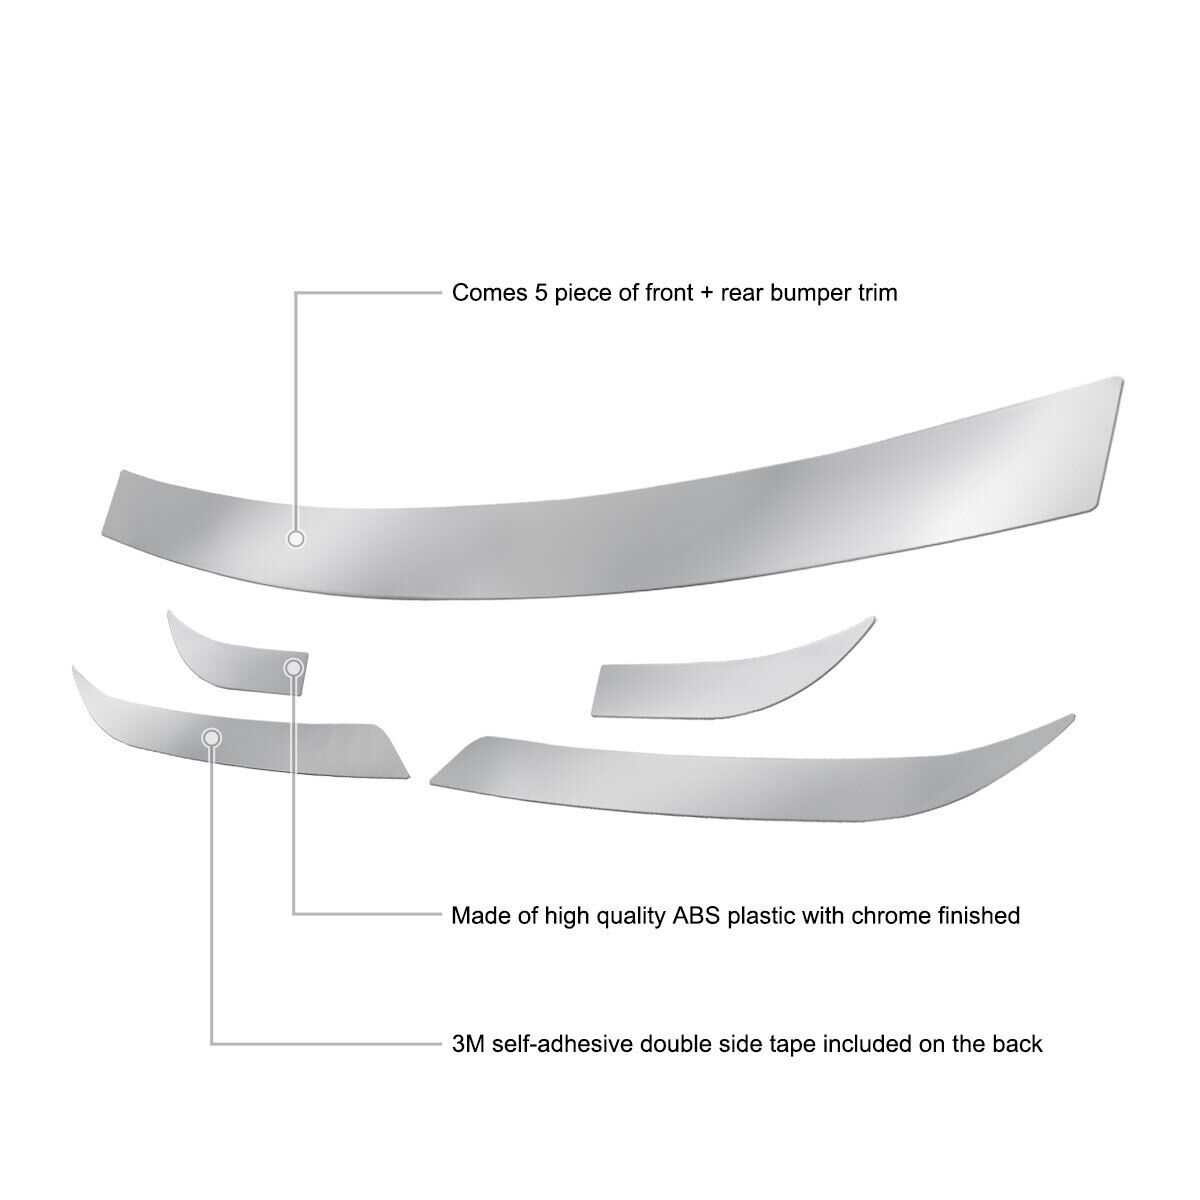 Comes 5 piece of front + rear bumper trim
Made of high quality ABS plastic with chrome finished
3M self-adhesive double side tape included on the back